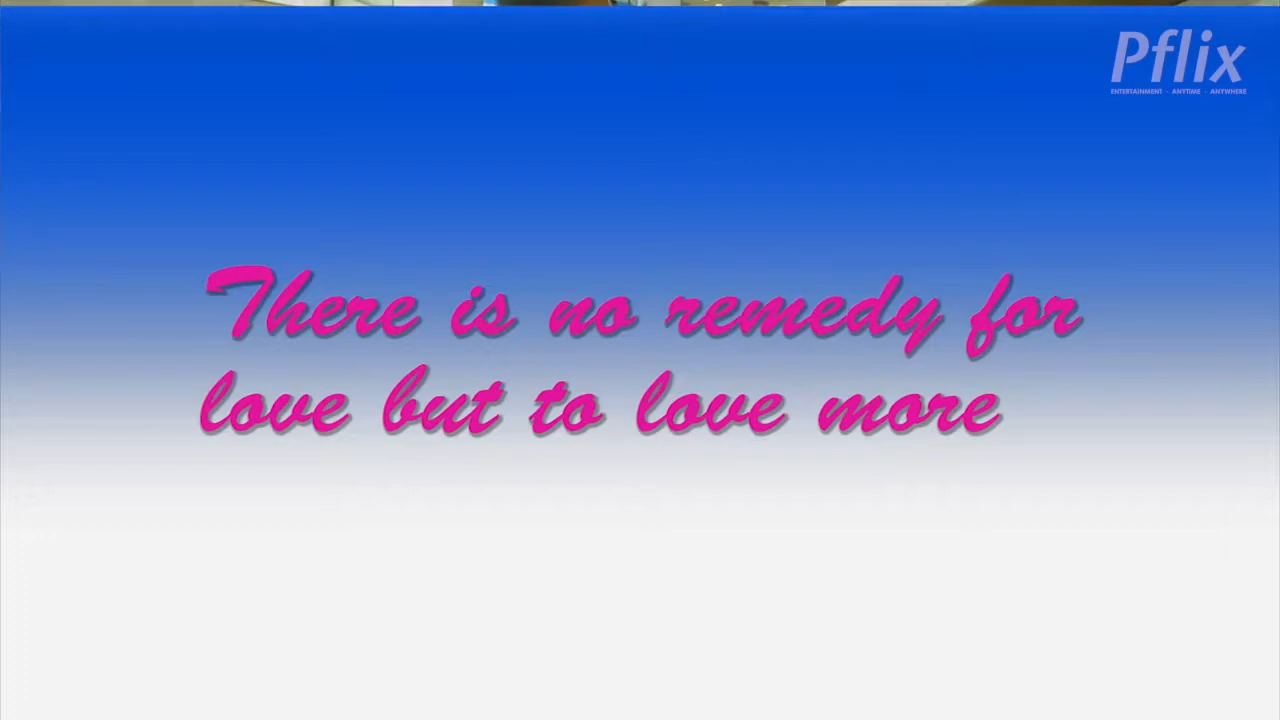 Pflix
ENTERTAINMENT - ANYTIME - ANYWHERE
There is no remedy for
love but to love more